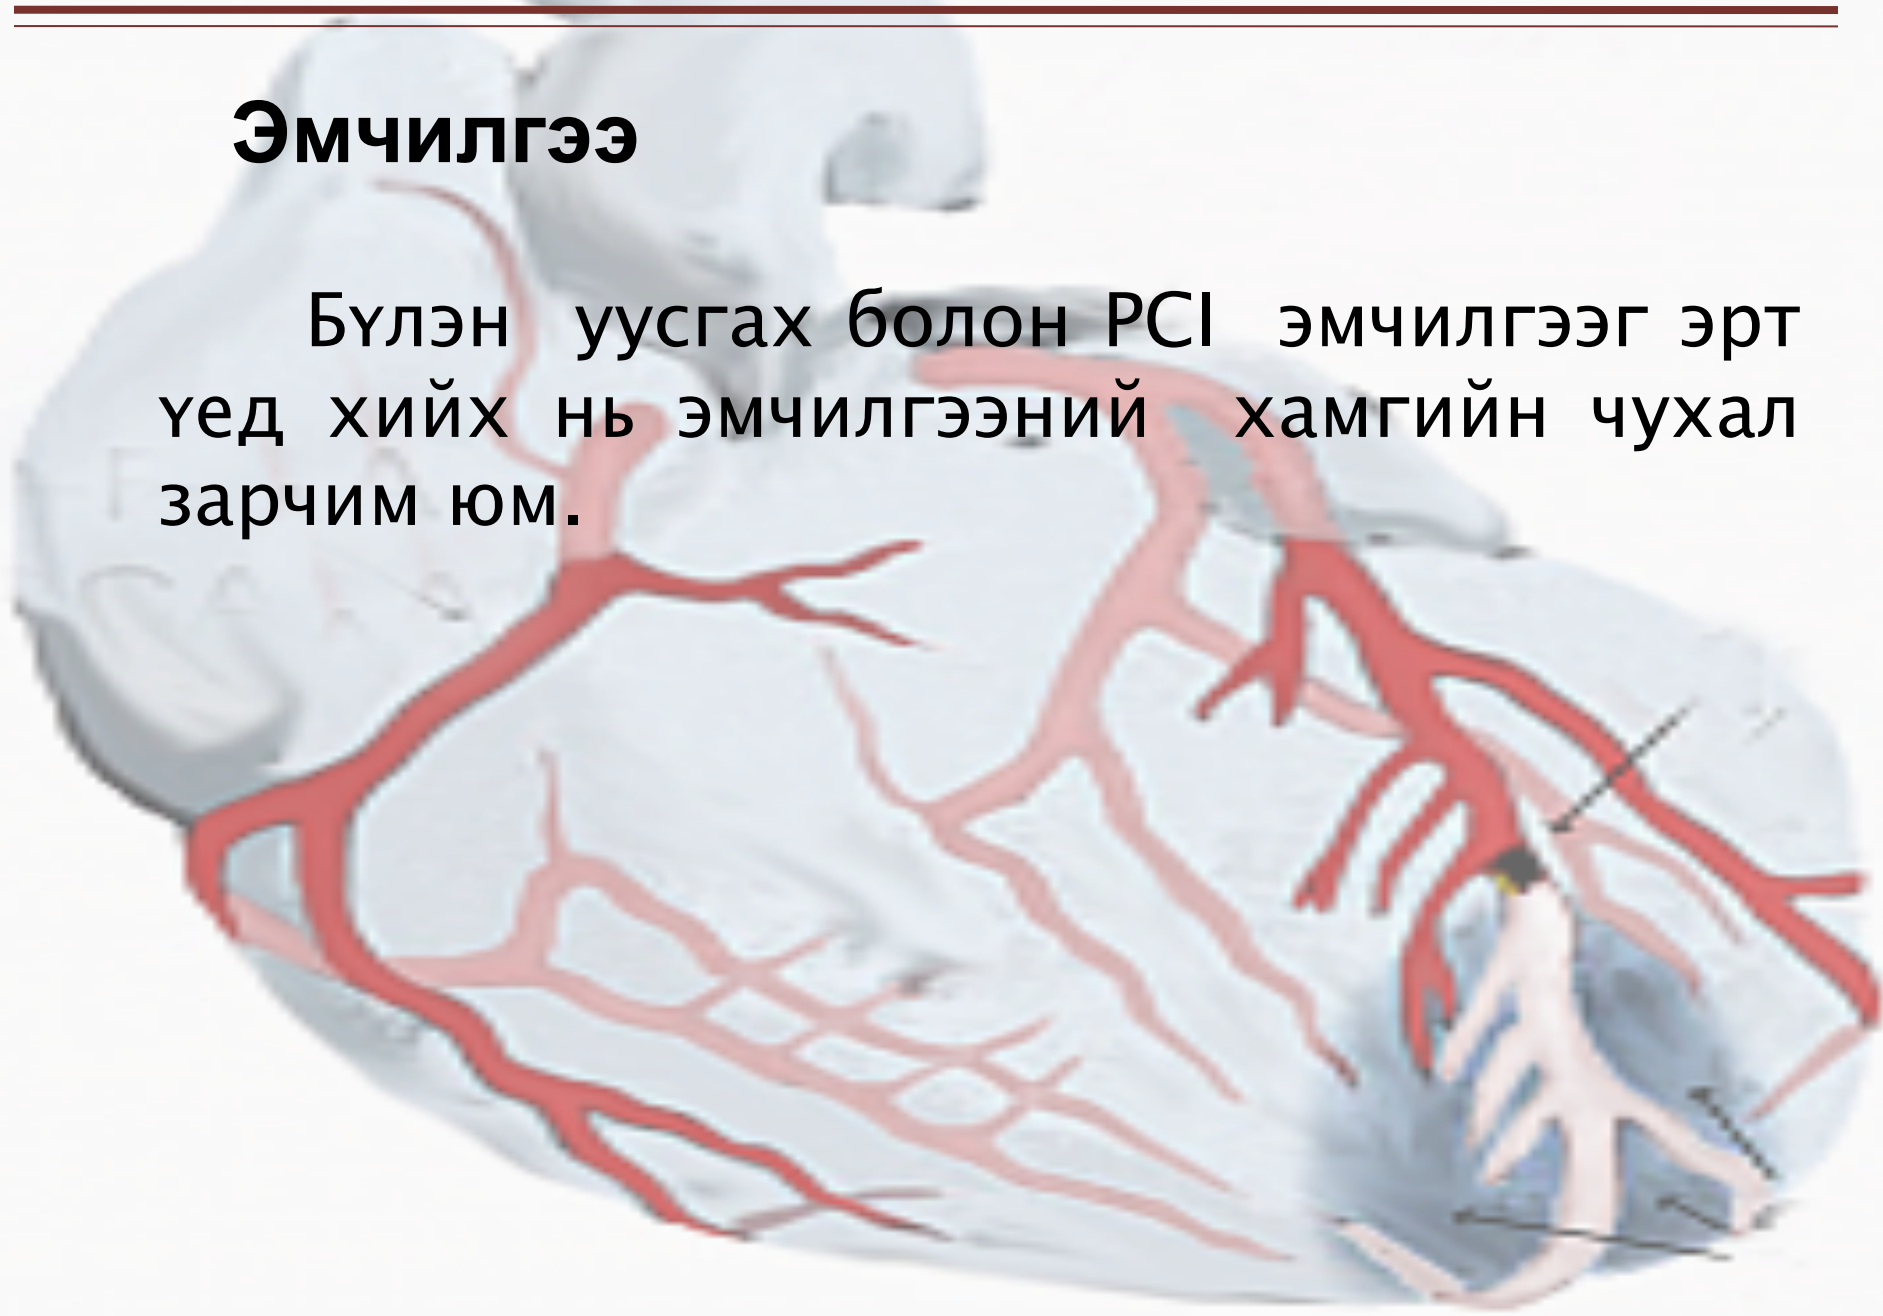 Эмчилгээ
Бүлэн уусгах болон PCI эмчилгээг эрт
үед хийх нь эмчилгээний хамгийн чухал
зарчим юм.